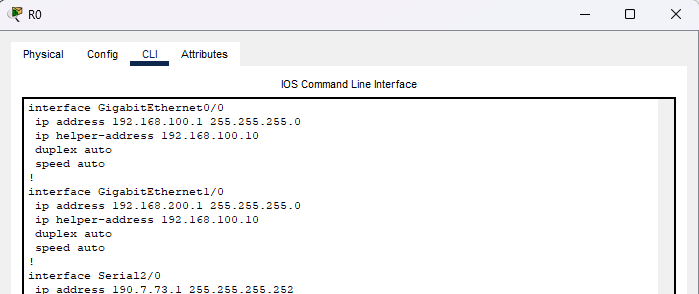 R0
Physical Config CLI Attributes
IOS Command Line Interface
interface GigabitEthernet0/0
ip address 192.168.100.1 255.255.255.0
ip helper-address 192.168.100.10
duplex auto
speed auto
!
interface GigabitEthernet1/0
ip address 192.168.200.1 255.255.255.0
ip helper-address 192.168.100.10
duplex auto
speed auto
!
interface Serial2/0
ip address 190.7.73.1 255.255.255.252